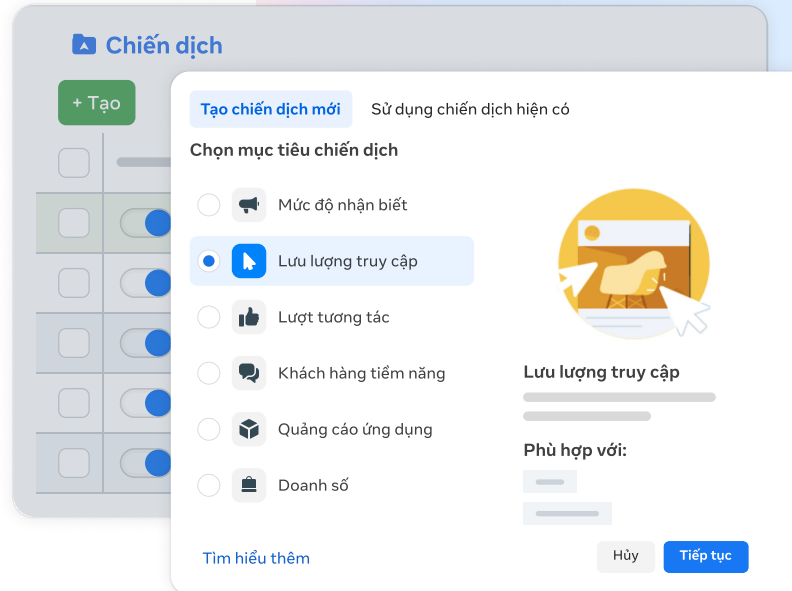 Chiến dịch
+ Tạo
Tạo chiến dịch mới
Sử dụng chiến dịch hiện có
Chọn mục tiêu chiến dịch
Mức độ nhận biết
Lưu lượng truy cập
Lượt tương tác
Khách hàng tiềm năng
Quảng cáo ứng dụng
Doanh số
Lưu lượng truy cập
Phù hợp với:
Tìm hiểu thêm
Hủy
Tiếp tục